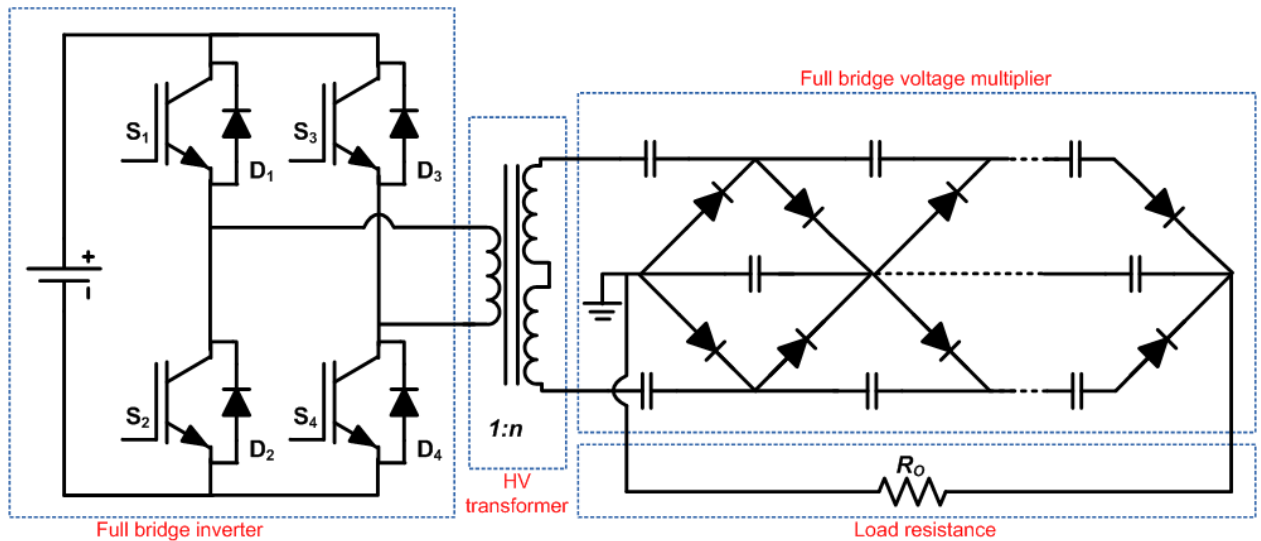 Full bridge voltage multiplier
S1
D1
S3
D3
+
-
S2
D2
S4
D4
1:n
HV
transformer
RO
Full bridge inverter
Load resistance